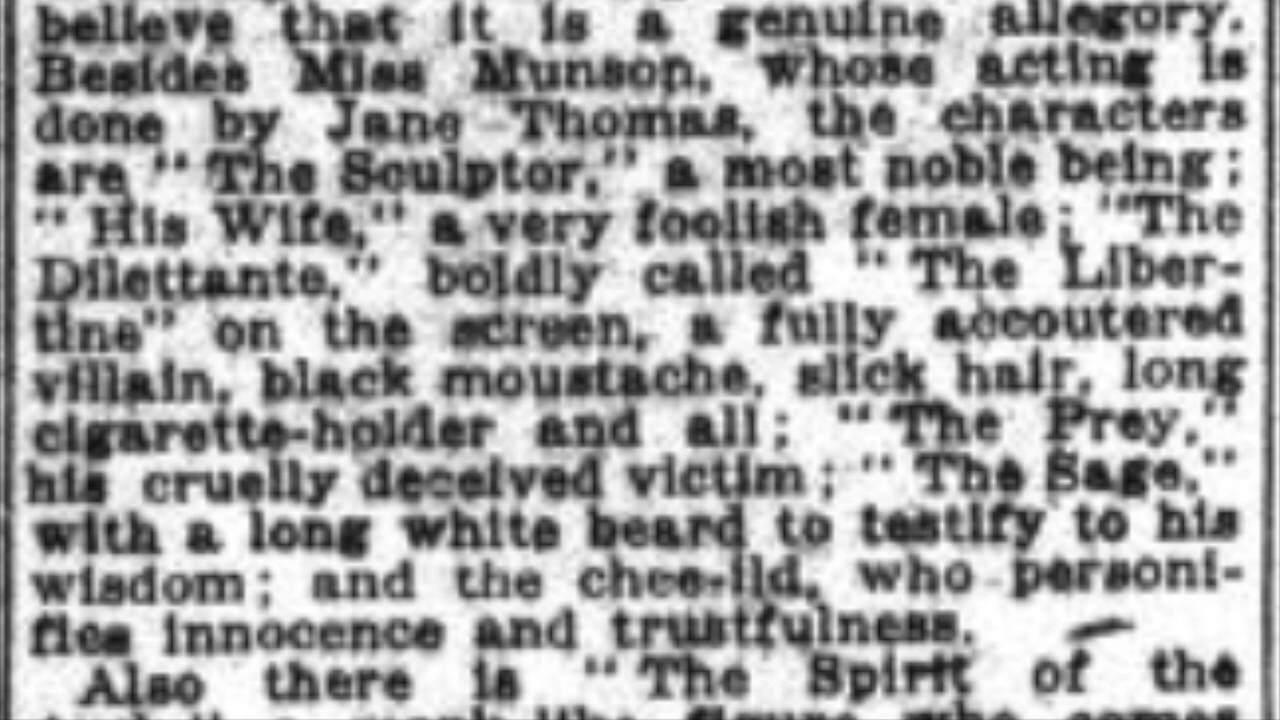 believe that it is a genuine allegory.
Besides Miss Munson, whose acting is
done by Jane Thomas, the characters
are "The Sculptor," a most noble being;
"His Wife," a very foolish female; "The
Dilettante," boldly called "The Liber-
tine" on the screen, a fully accoutered
villain, black moustache, slick hair, long
cigarette-holder and all; "The Prey,"
his cruelly deceived victim; "The Sage,"
with a long white beard to testify to his
wisdom; and the chee-ild, who personi-
fies innocence and trustfulness.
Also there is "The Spirit of the
figure who comes